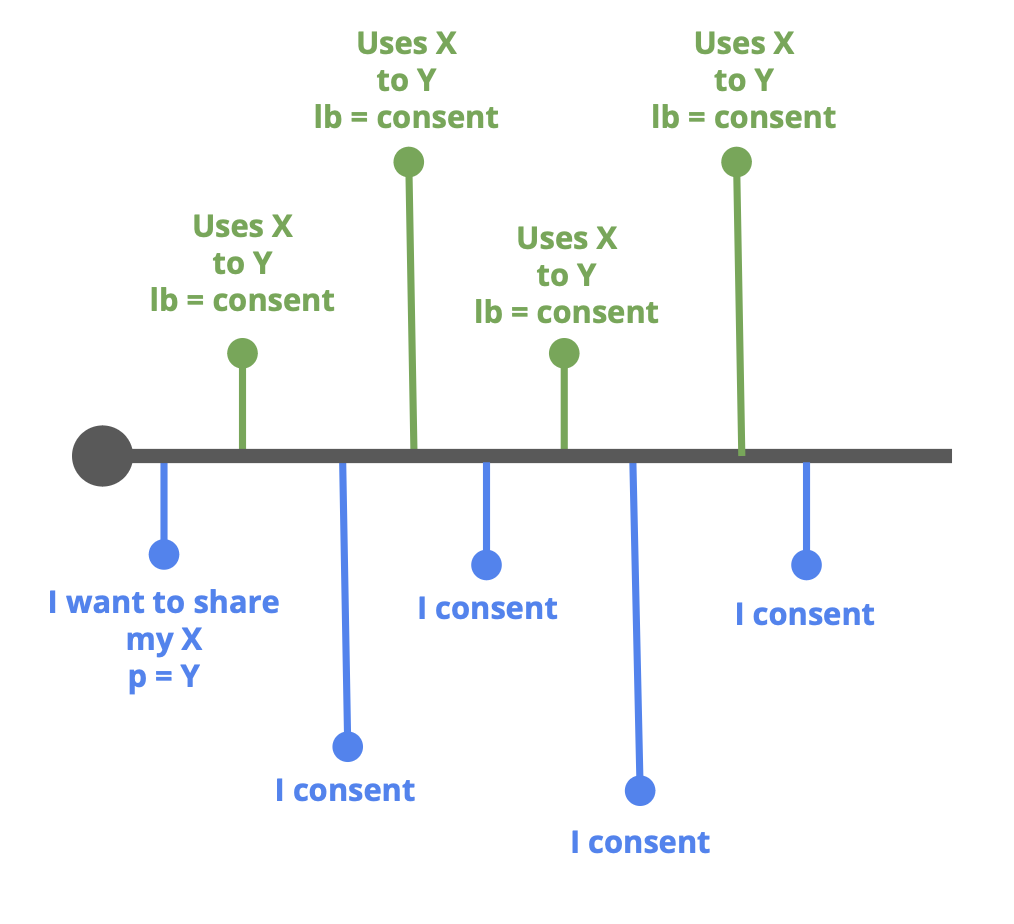 Uses X
to Y
lb = consent
Uses X
to Y
lb = consent
Uses X
to Y
lb = consent
Uses X
to Y
lb = consent
I want to share
my X
p = Y
I consent
I consent
I consent
I consent